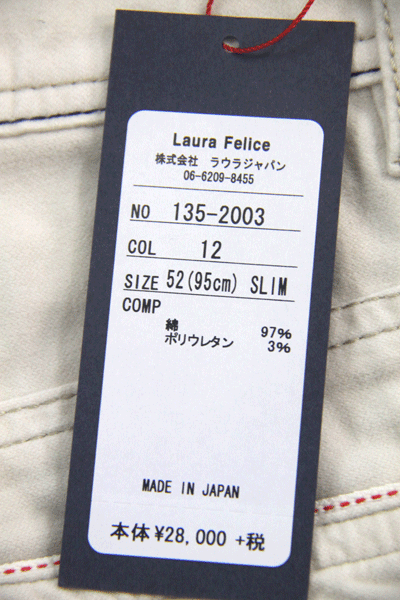 Laura Felice
株式会社 ラウラジャパン
06-6209-8455
NO 135-2003
COL 12
SIZE 52(95cm) SLIM
COMP
綿 97%
ポリウレタン 3%
MADE IN JAPAN
本体 ¥28,000 +税